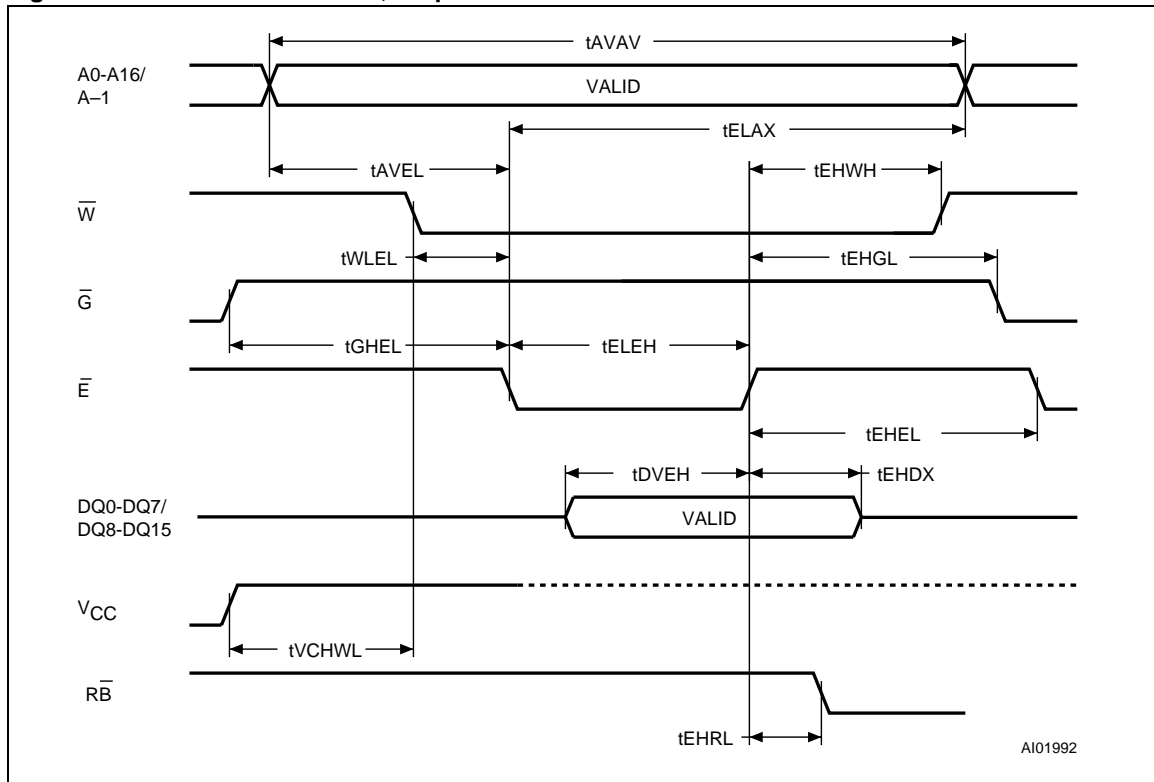 tAVAV
A0-A16/
A–1
VALID
tELAX
tAVEL
tEHWH
W̅
tWLEL
tEHGL
G̅
tGHEL
tELEH
E̅
tEHEL
tDVEH
tEHDX
DQ0-DQ7/
DQ8-DQ15
VALID
VCC
tVCHWL
RB̅
tEHRL
AI01992